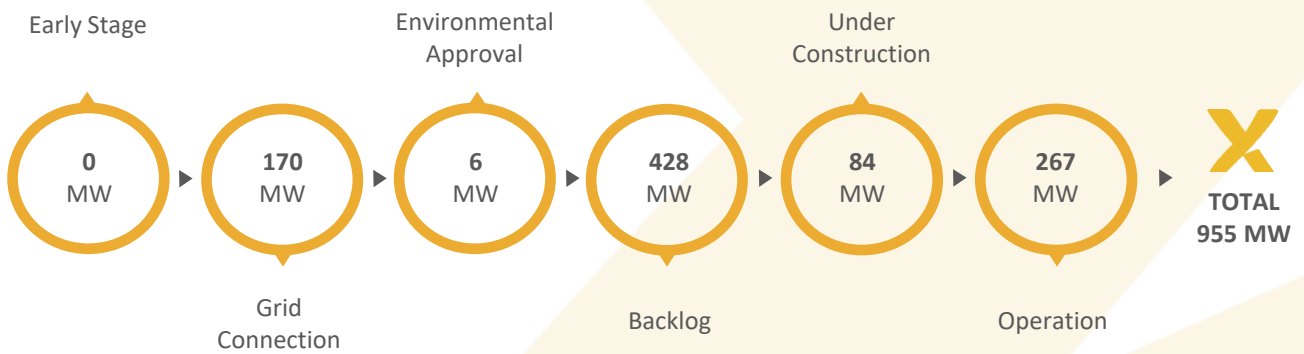 Early Stage
0
MW
170
MW
Grid
Connection
Environmental
Approval
6
MW
428
MW
Backlog
Under
Construction
84
MW
267
MW
Operation
TOTAL
955 MW